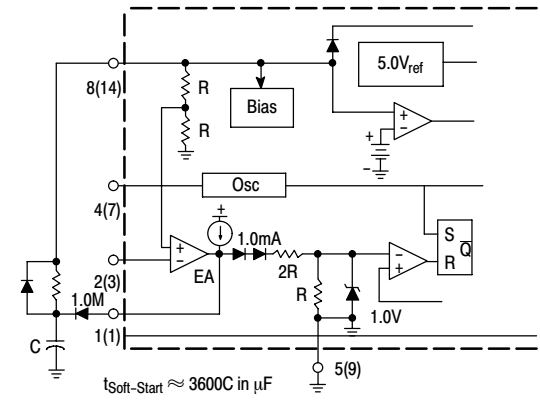 8(14)
R
Bias
5.0Vref
+
−
R
+
−
4(7)
Osc
+
1.0mA
S
Q̅
R
+
−
EA
2R
−
+
2(3)
R
1.0V
1.0M
1(1)
C
5(9)
tSoft-Start ≈ 3600C in µF